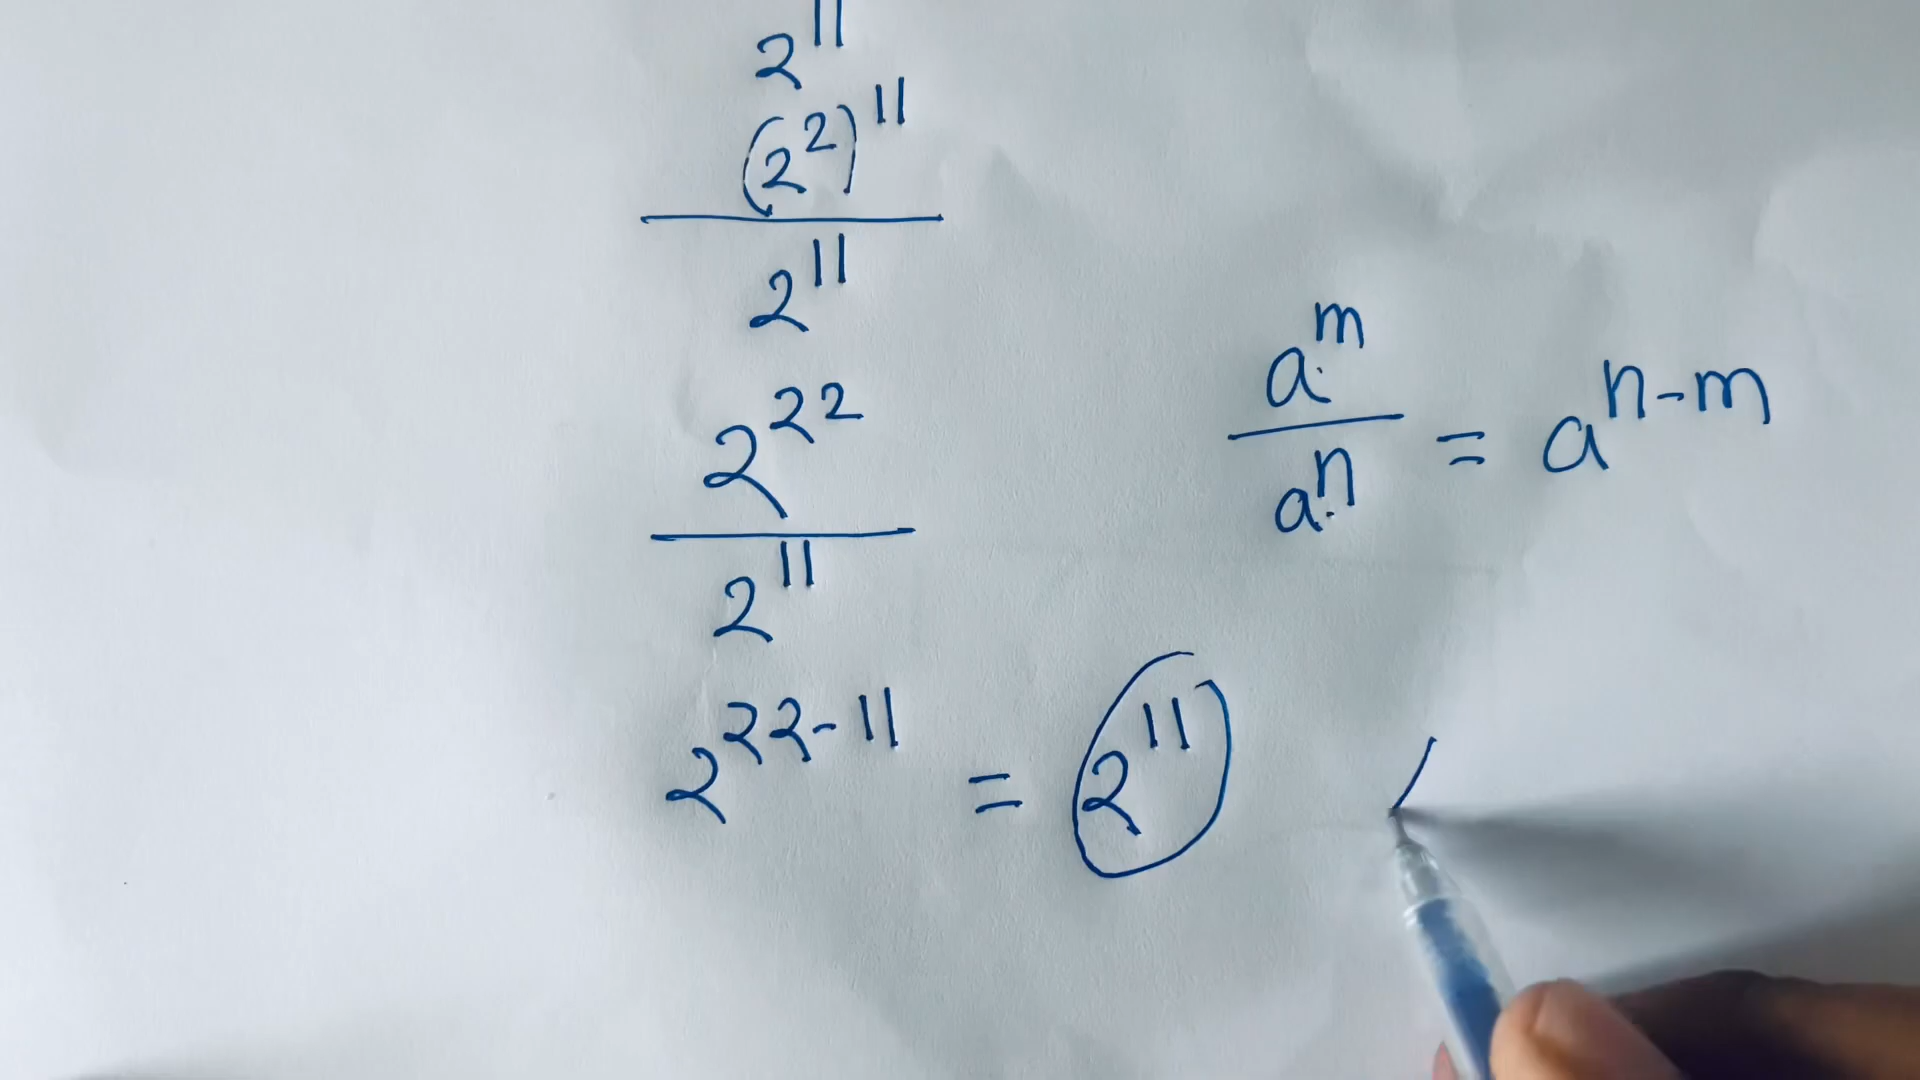 2^11
(2^2)^11
2^11
2^22
2^11
a^m
a^n
= a^n-m
2^22-11 = 2^11